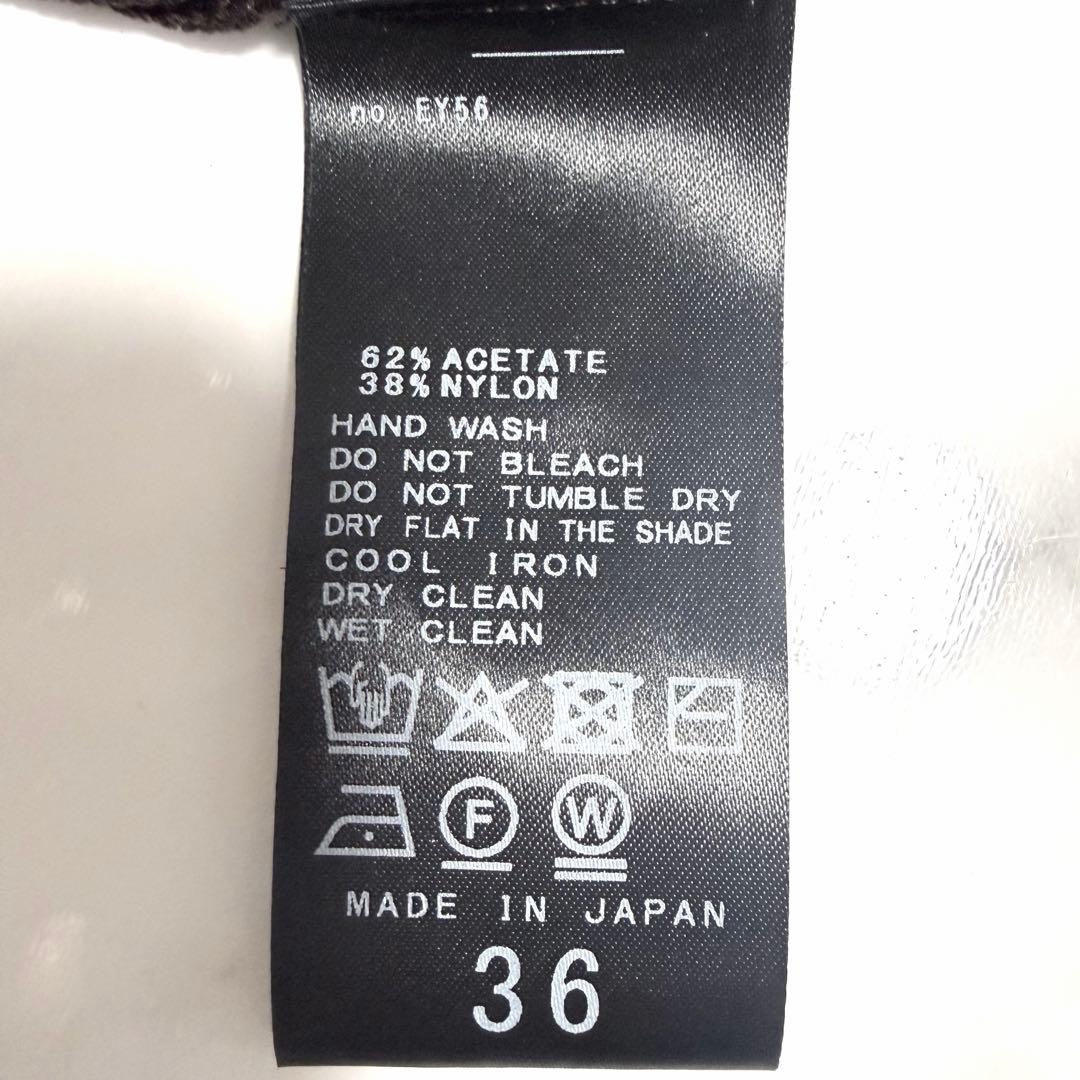 no. EY56
62% ACETATE
38% NYLON
HAND WASH
DO NOT BLEACH
DO NOT TUMBLE DRY
DRY FLAT IN THE SHADE
COOL IRON
DRY CLEAN
WET CLEAN
F W
MADE IN JAPAN
36